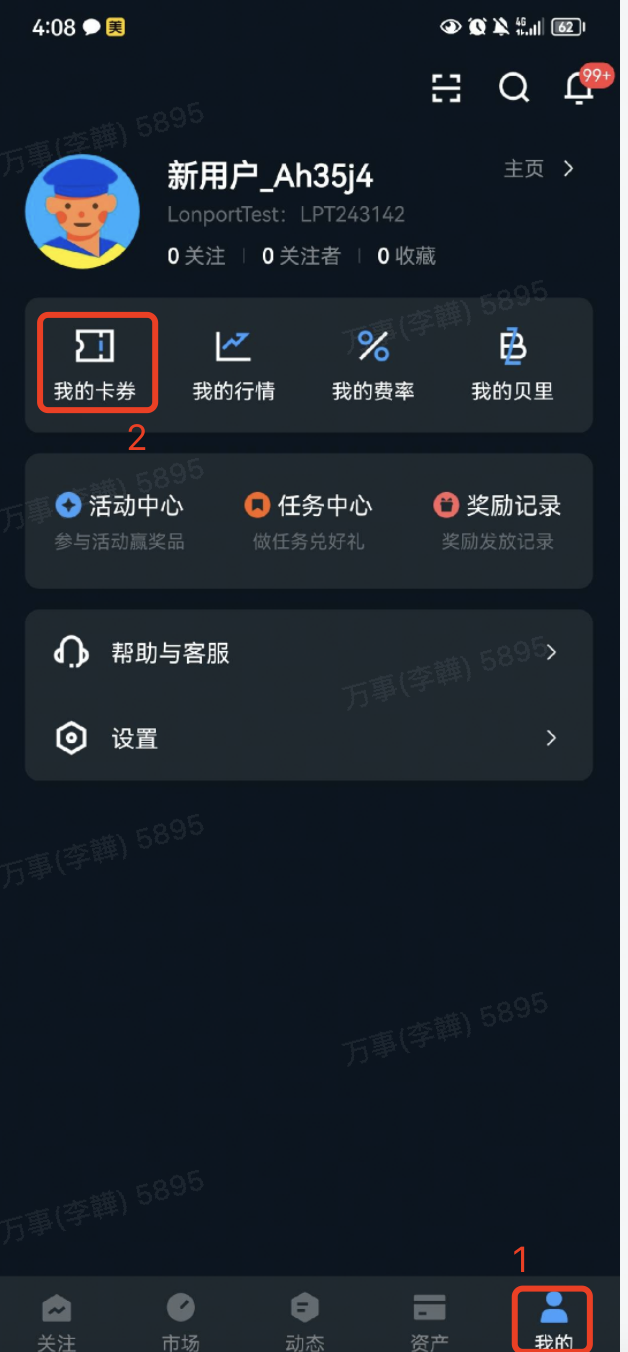 4:08 美 4G 62
99+
万事(李韡) 5895
新用户_Ah35j4
主页
LonportTest: LPT243142
0 关注 0 关注者 0 收藏
万事(李韡) 5895
我的卡券 我的行情 我的费率 我的贝里
2
万事(李韡) 5895
活动中心 任务中心 奖励记录
参与活动赢奖品 做任务兑好礼 奖励发放记录
帮助与客服
万事(李韡) 5895
设置
万事(李韡) 5895
万事(李韡) 5895
万事(李韡) 5895
1
关注 市场 动态 资产 我的